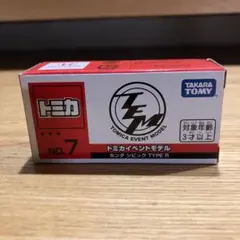 トミカ
NO. 7
TEM
TOMICA EVENT MODEL
トミカイベントモデル
ホンダ シビック TYPE R
TAKARA
TOMY
対象年齢
3才以上